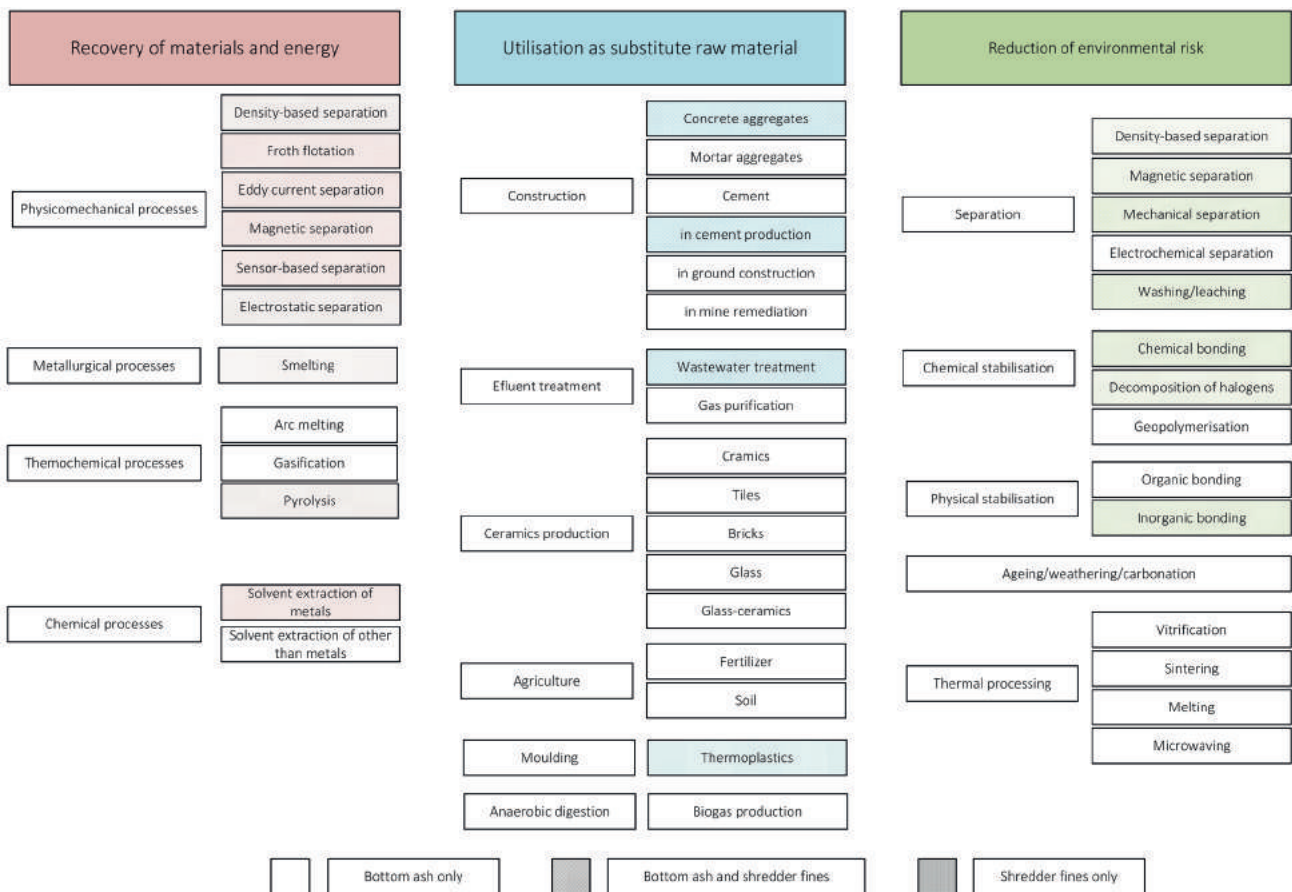 Recovery of materials and energy
Physicomechanical processes
Density-based separation
Froth flotation
Eddy current separation
Magnetic separation
Sensor-based separation
Electrostatic separation
Metallurgical processes
Smelting
Themochemical processes
Arc melting
Gasification
Pyrolysis
Chemical processes
Solvent extraction of
metals
Solvent extraction of other
than metals
Utilisation as substitute raw material
Construction
Concrete aggregates
Mortar aggregates
Cement
in cement production
in ground construction
in mine remediation
Efluent treatment
Wastewater treatment
Gas purification
Ceramics production
Cramics
Tiles
Bricks
Glass
Glass-ceramics
Agriculture
Fertilizer
Soil
Moulding
Thermoplastics
Anaerobic digestion
Biogas production
Reduction of environmental risk
Separation
Density-based separation
Magnetic separation
Mechanical separation
Electrochemical separation
Washing/leaching
Chemical stabilisation
Chemical bonding
Decomposition of halogens
Geopolymerisation
Physical stabilisation
Organic bonding
Inorganic bonding
Ageing/weathering/carbonation
Thermal processing
Vitrification
Sintering
Melting
Microwaving
Bottom ash only
Bottom ash and shredder fines
Shredder fines only